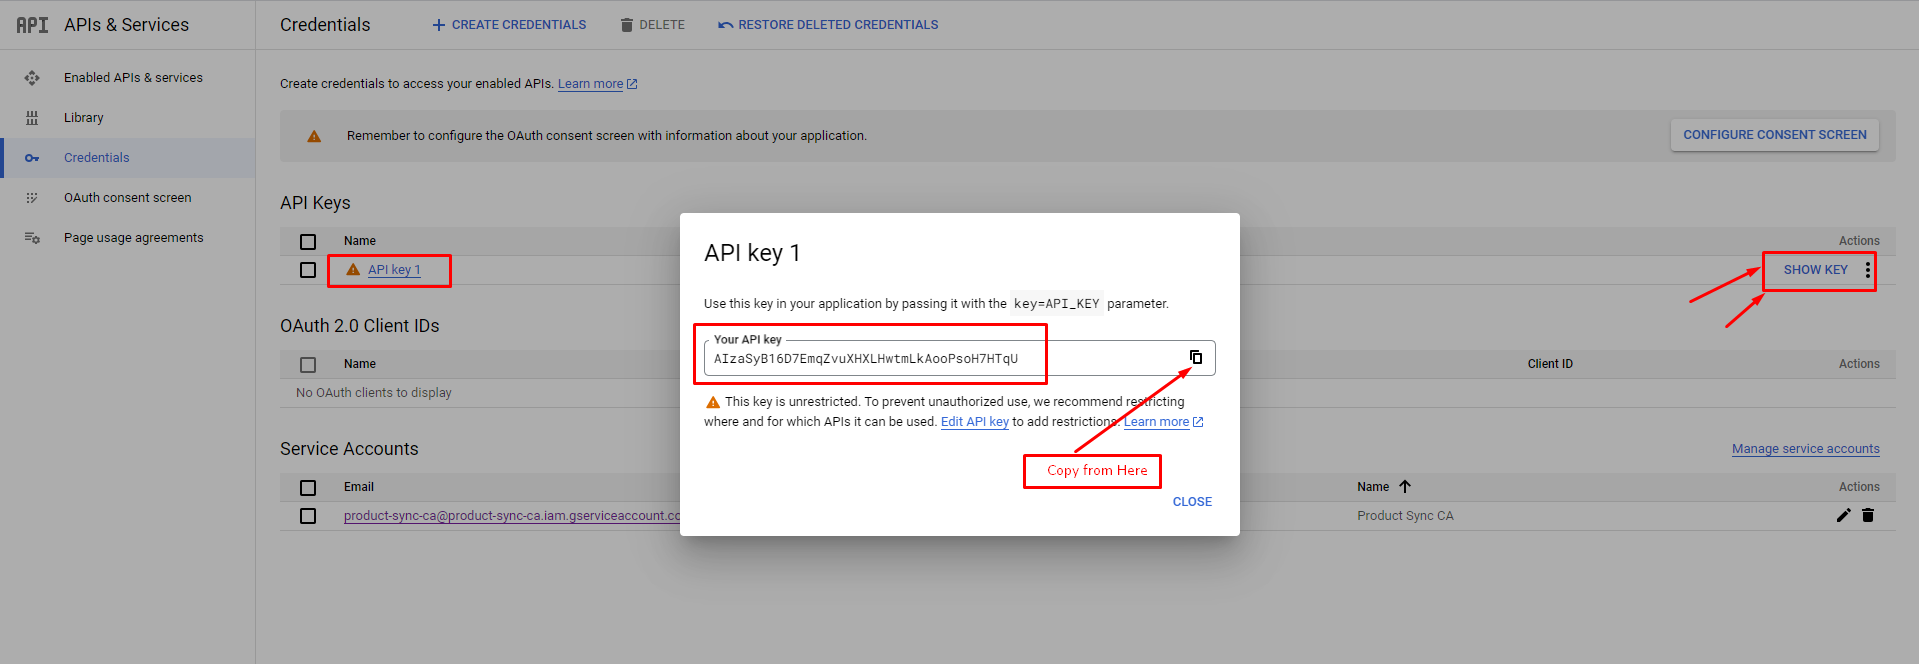 API APIs & Services
Credentials
CREATE CREDENTIALS
DELETE
RESTORE DELETED CREDENTIALS
Enabled APIs & services
Library
Credentials
OAuth consent screen
Page usage agreements
Create credentials to access your enabled APIs. Learn more
Remember to configure the OAuth consent screen with information about your application.
CONFIGURE CONSENT SCREEN
API Keys
Name
Actions
API key 1
SHOW KEY
OAuth 2.0 Client IDs
Name
Client ID
Actions
No OAuth clients to display
Service Accounts
Manage service accounts
Email
Name
Actions
product-sync-ca@product-sync-ca.iam.gserviceaccount.co
Product Sync CA
API key 1
Use this key in your application by passing it with the key=API_KEY parameter.
Your API key
AIzaSyB16D7EmqZvuXHXLHwtmLkAooPsoH7HTqU
This key is unrestricted. To prevent unauthorized use, we recommend restricting
where and for which APIs it can be used. Edit API key to add restrictions. Learn more
Copy from Here
CLOSE